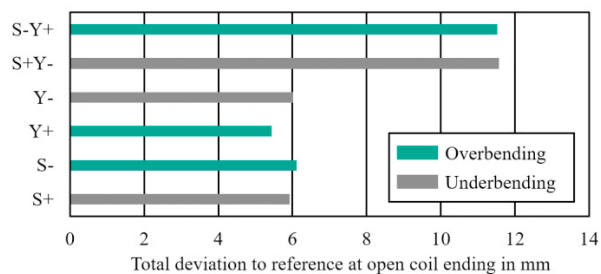 S-Y+
S+Y-
Y-
Y+
S-
S+
Overbending
Underbending
0 2 4 6 8 10 12 14
Total deviation to reference at open coil ending in mm